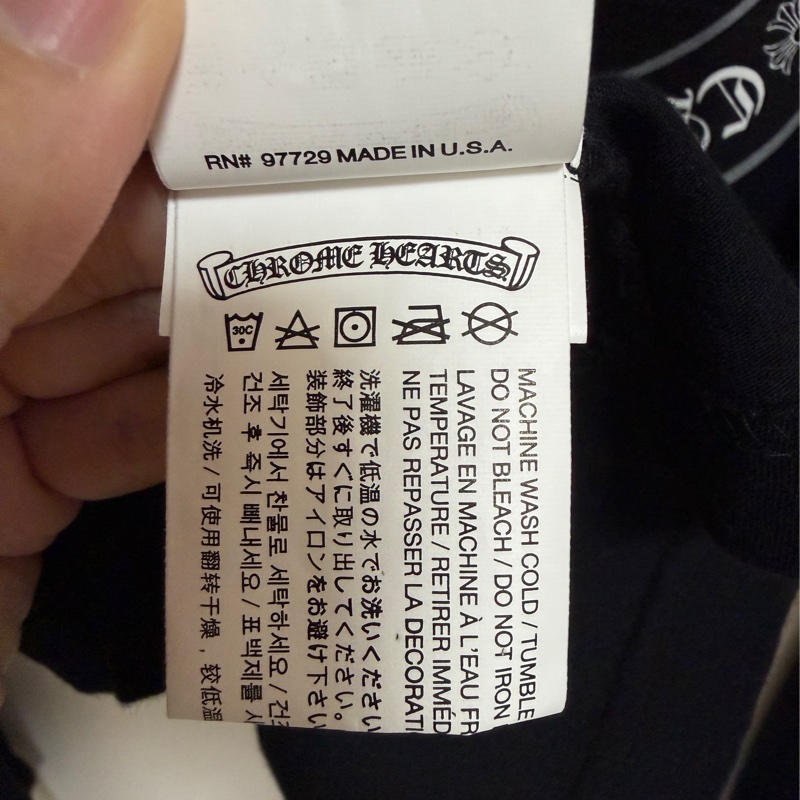 RN# 97729 MADE IN U.S.A.
CHROME HEARTS
30C
MACHINE WASH COLD / TUMBLE
DO NOT BLEACH / DO NOT IRON
LAVAGE EN MACHINE À L'EAU FR
TEMPERATURE / RETIRER IMMÉD
NE PAS REPASSER LA DECORATI
洗濯機で低温の水でお洗いください
終了後すぐに取り出してください。
装飾部分はアイロンをお避け下さい
세탁기에서 찬물로 세탁하세요 / 건조
건조 후 즉시 빼내세요 / 표백제를 사
冷水机洗 / 可使用翻转干燥，较低温